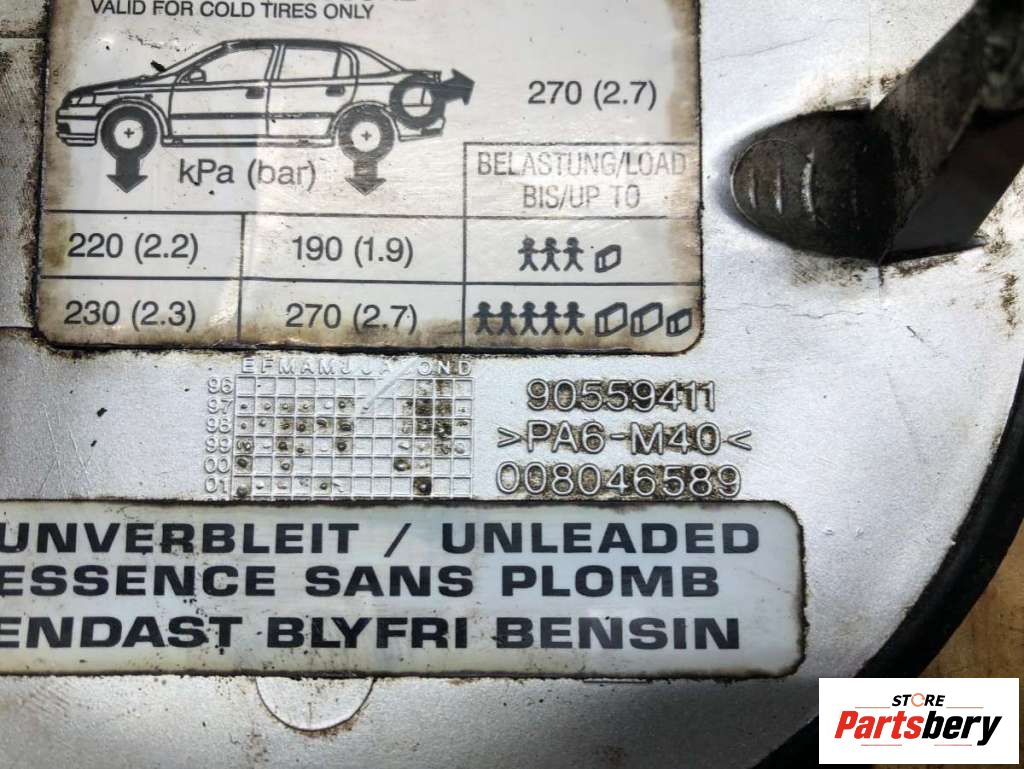 VALID FOR COLD TIRES ONLY
270 (2.7)
kPa (bar)
BELASTUNG/LOAD
BIS/UP TO
220 (2.2) 190 (1.9)
230 (2.3) 270 (2.7)
E F M A M J J A O N D
96
97
98
99
00
01
90559411
>PA6-M40<
008046589
UNVERBLEIT / UNLEADED
ESSENCE SANS PLOMB
ENDAST BLYFRI BENSIN
STORE
Partsbery